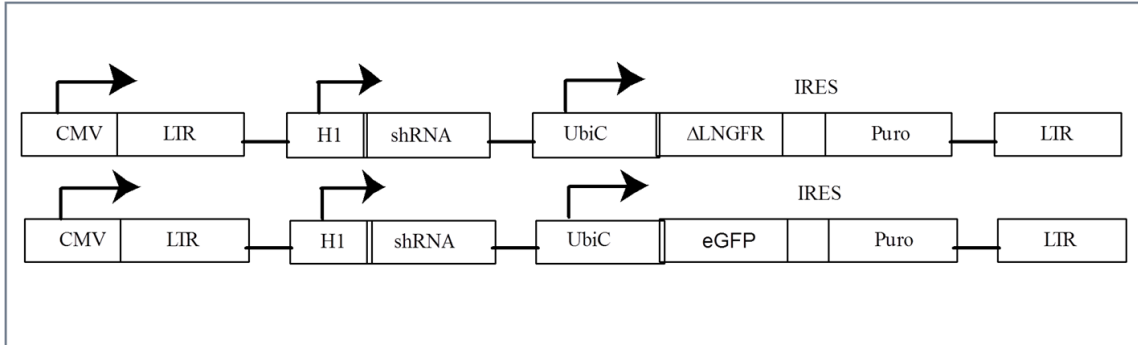 IRES
CMV LTR H1 shRNA UbiC ΔLNGFR Puro LTR
IRES
CMV LTR H1 shRNA UbiC eGFP Puro LTR